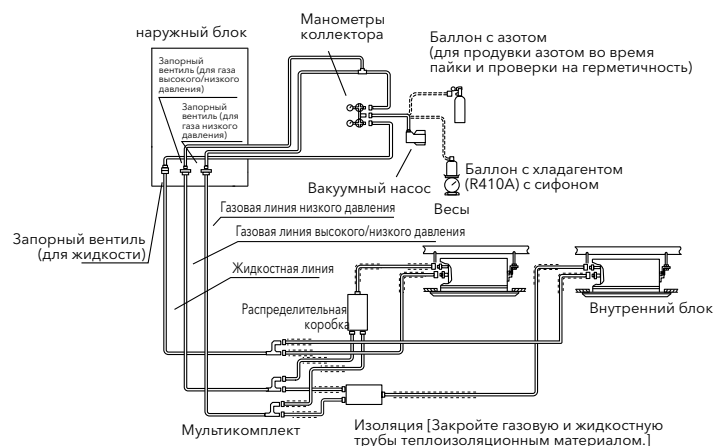 наружный блок
Манометры
коллектора
Баллон с азотом
(для продувки азотом во время
пайки и проверки на герметичность)
Запорный
вентиль (для газа
высокого/низкого
давления)
Запорный
вентиль (для
газа низкого
давления)
Вакуумный насос
Баллон с хладагентом
(R410A) с сифоном
Весы
Газовая линия низкого давления
Газовая линия высокого/низкого давления
Запорный вентиль
(для жидкости)
Жидкостная линия
Распределительная
коробка
Внутренний блок
Мультикомплект
Изоляция [Закройте газовую и жидкостную
трубы теплоизоляционным материалом.]